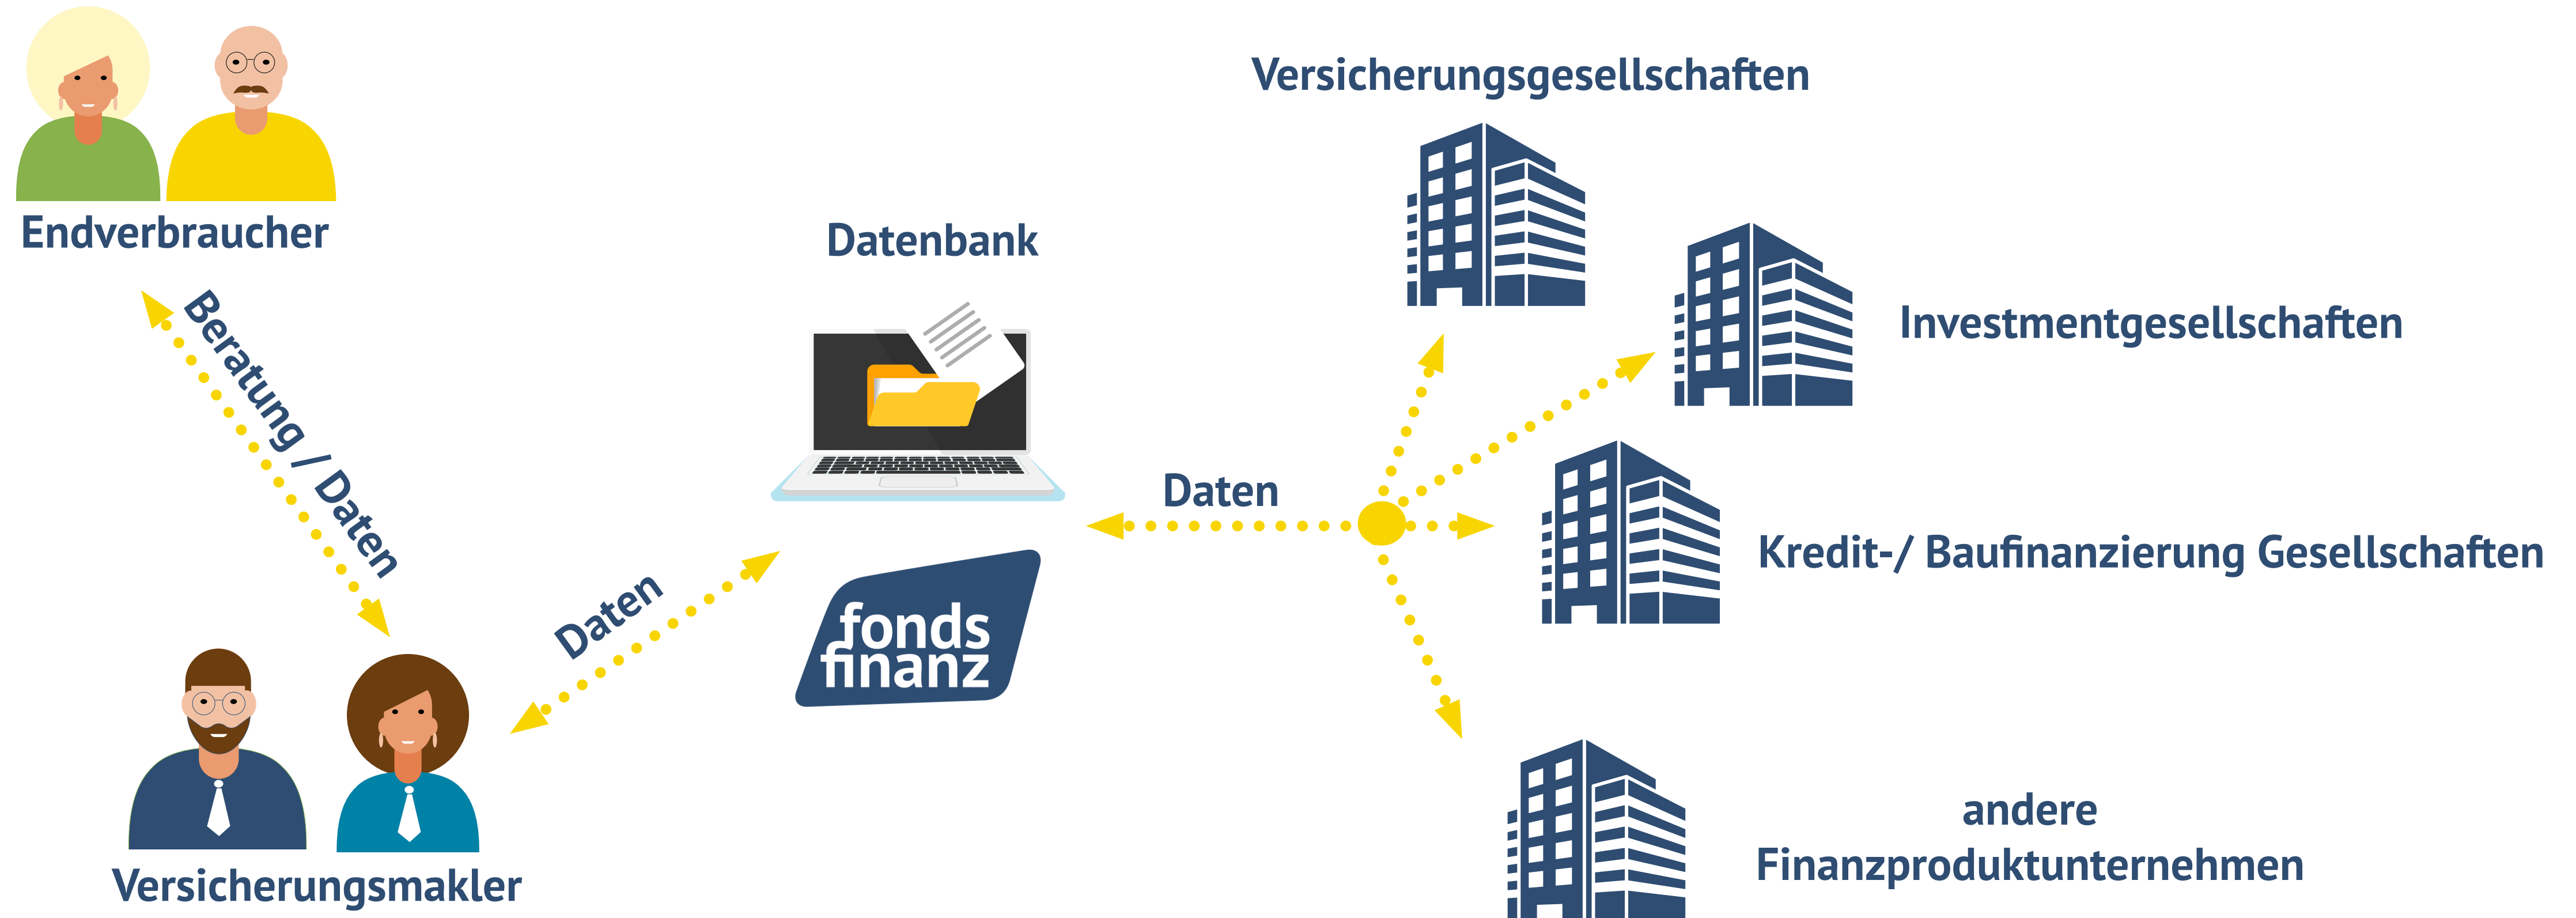 Endverbraucher
Beratung / Daten
Versicherungsmakler
Daten
Datenbank
fonds
finanz
Daten
Versicherungsgesellschaften
Investmentgesellschaften
Kredit-/ Baufinanzierung Gesellschaften
andere
Finanzproduktunternehmen